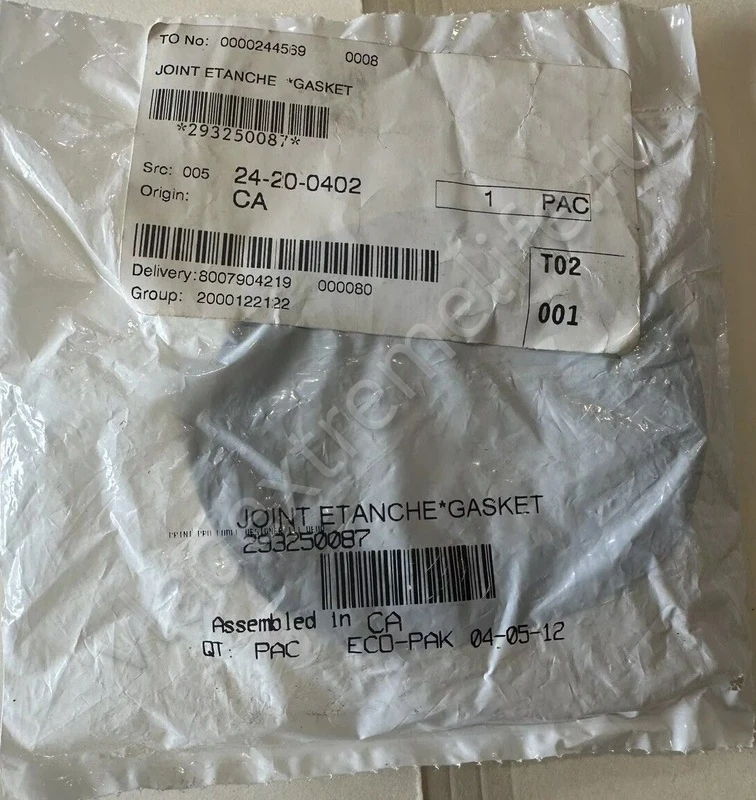 TO No: 0000244569 0008
JOINT ETANCHE *GASKET
*293250087*
Src: 005 24-20-0402
Origin: CA
1 PAC
Delivery:8007904219 000080
Group: 2000122122
T02
001
JOINT ETANCHE*GASKET
293250087
Assembled in CA
QT: PAC ECO-PAK 04-05-12